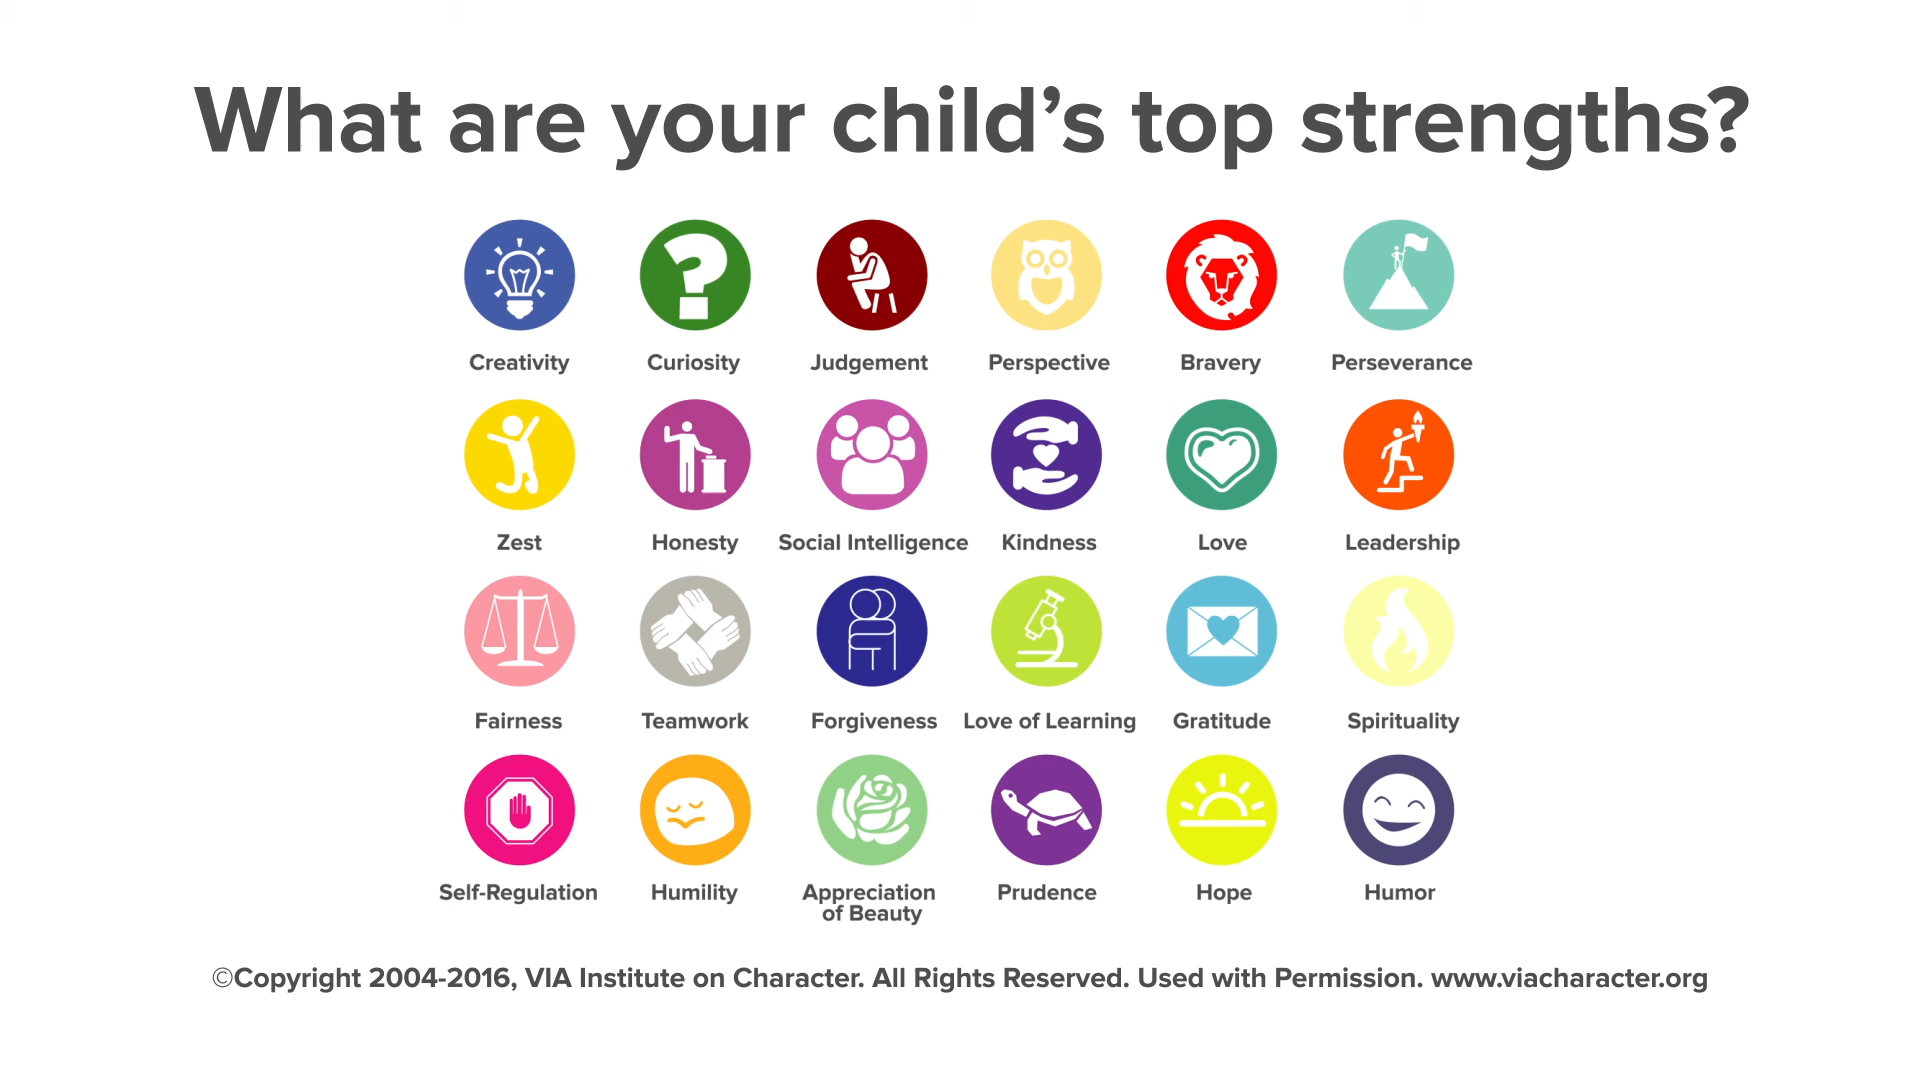 What are your child’s top strengths?
Creativity Curiosity Judgement Perspective Bravery Perseverance
Zest Honesty Social Intelligence Kindness Love Leadership
Fairness Teamwork Forgiveness Love of Learning Gratitude Spirituality
Self-Regulation Humility Appreciation Prudence Hope Humor
of Beauty
©Copyright 2004-2016, VIA Institute on Character. All Rights Reserved. Used with Permission. www.viacharacter.org